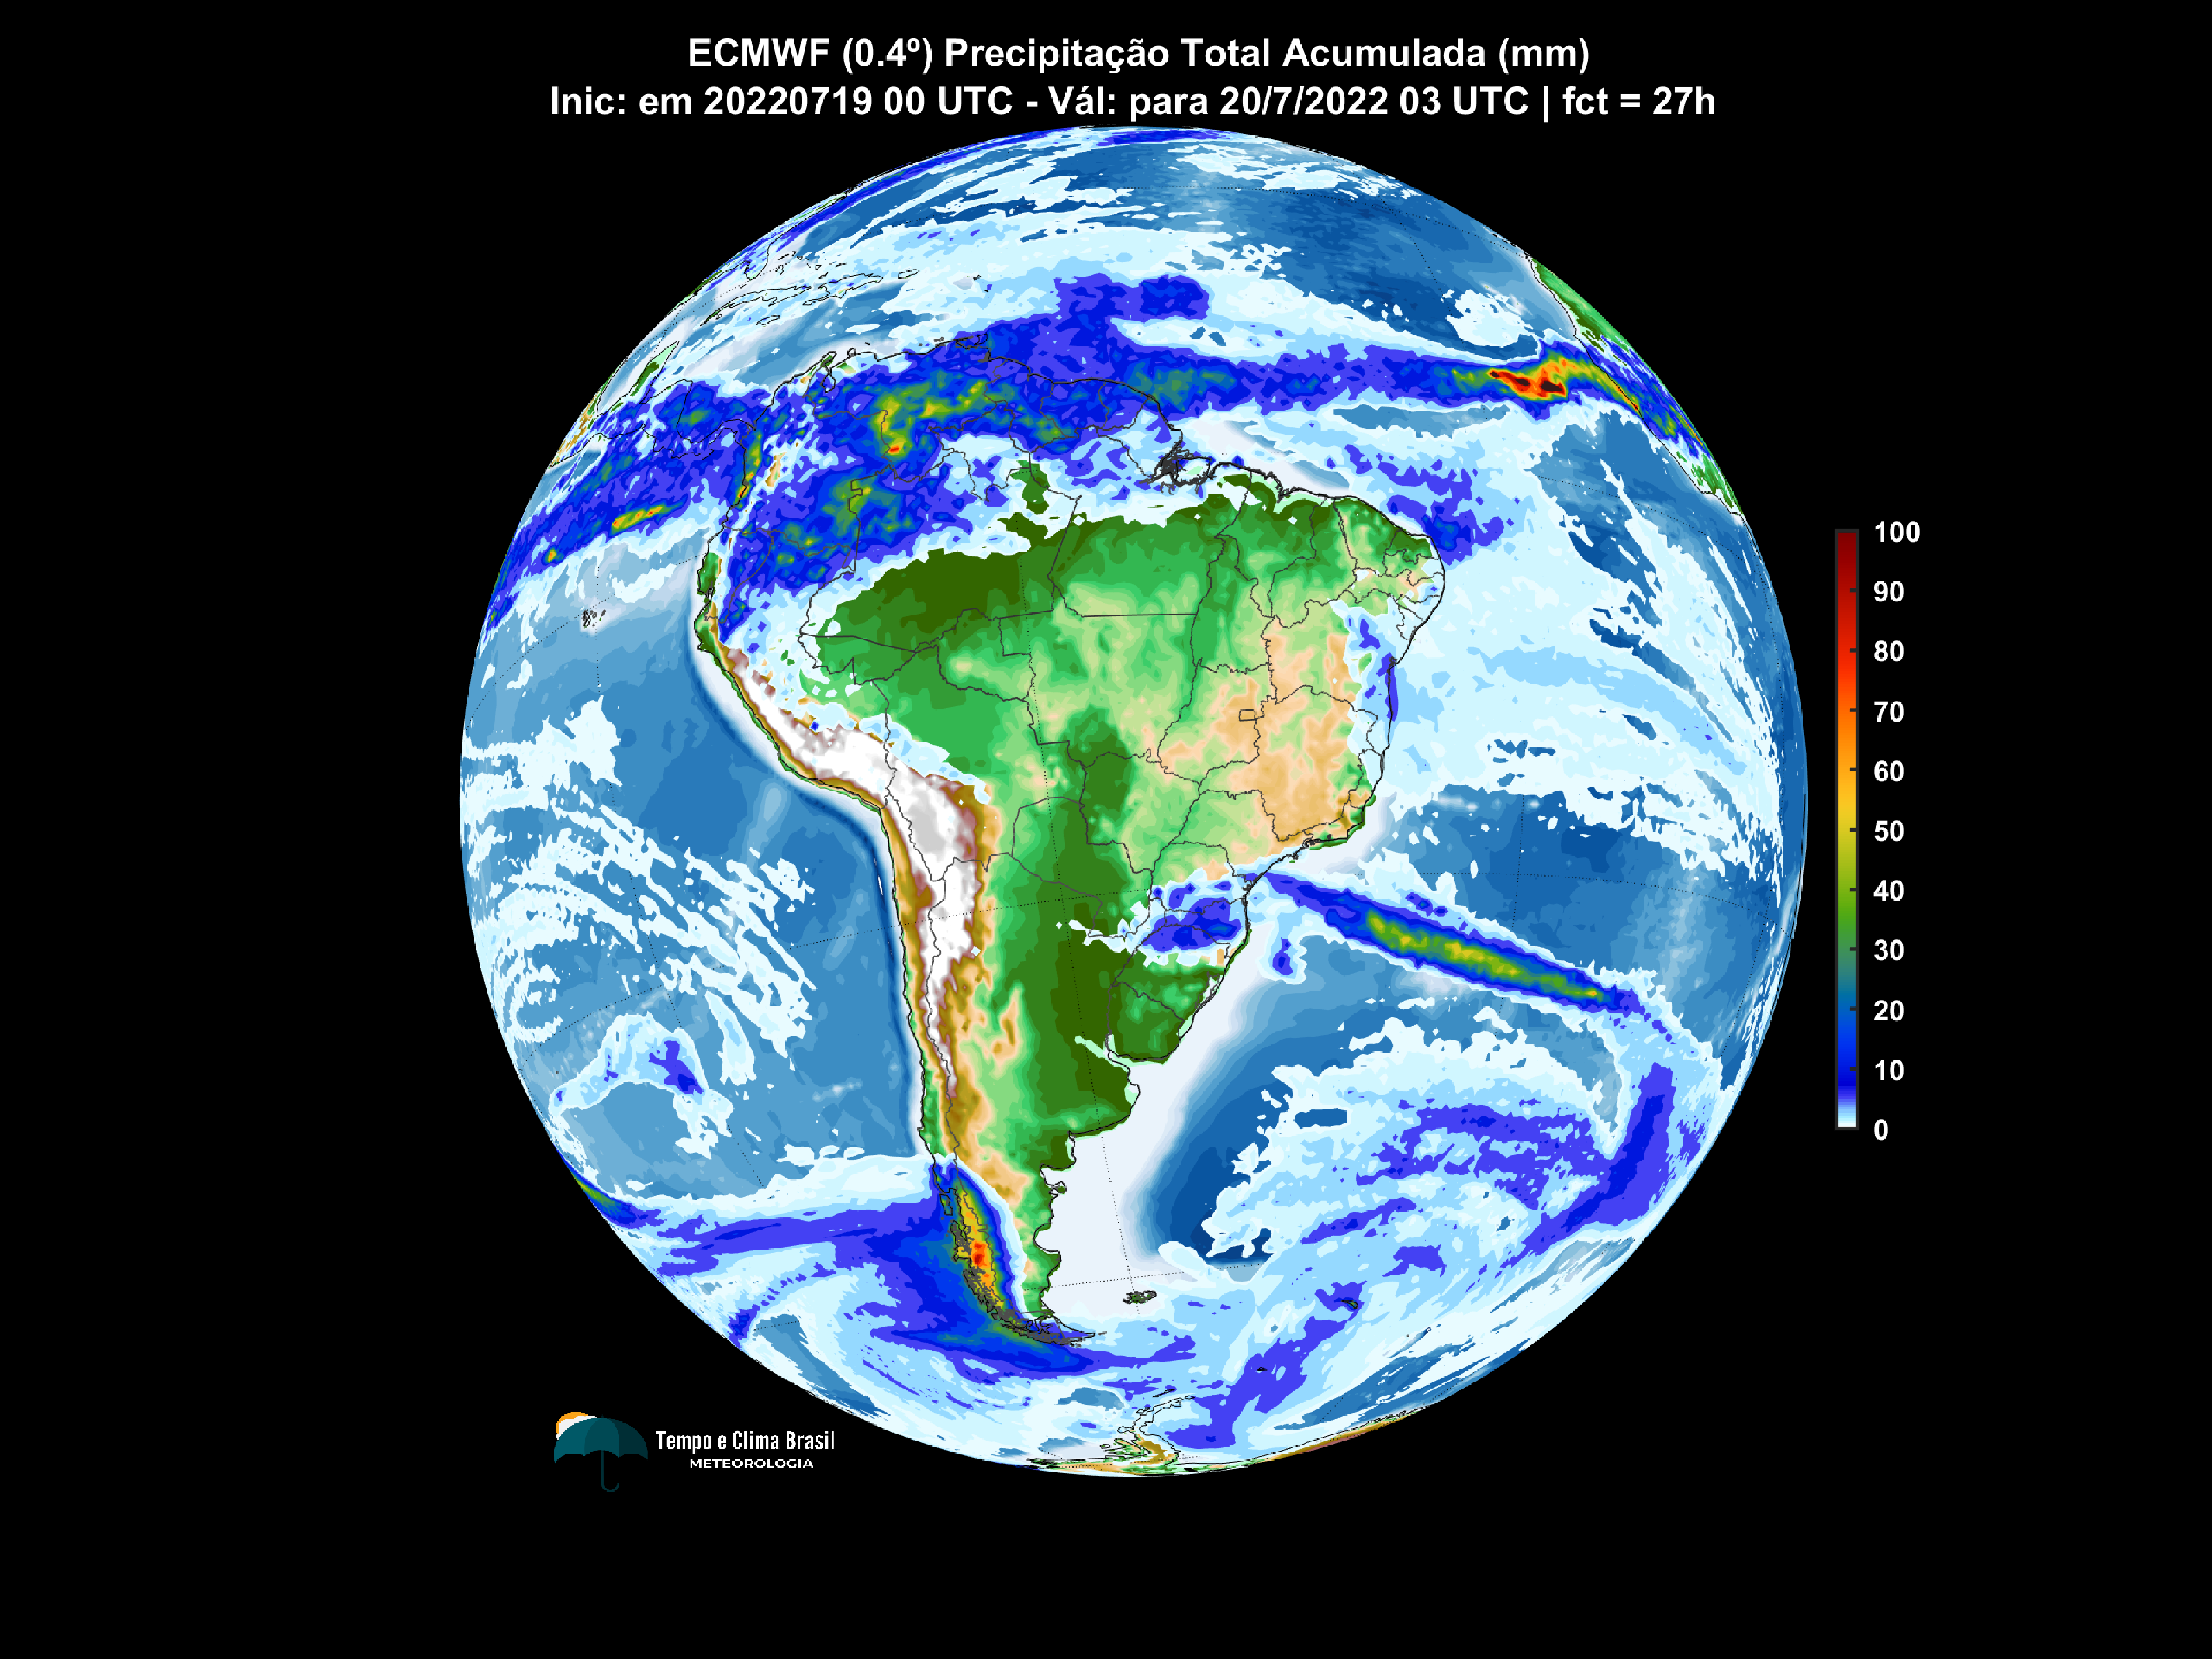 ECMWF (0.4º) Precipitação Total Acumulada (mm)
Inic: em 20220719 00 UTC - Vál: para 20/7/2022 03 UTC | fct = 27h
100
90
80
70
60
50
40
30
20
10
0
Tempo e Clima Brasil
METEOROLOGIA